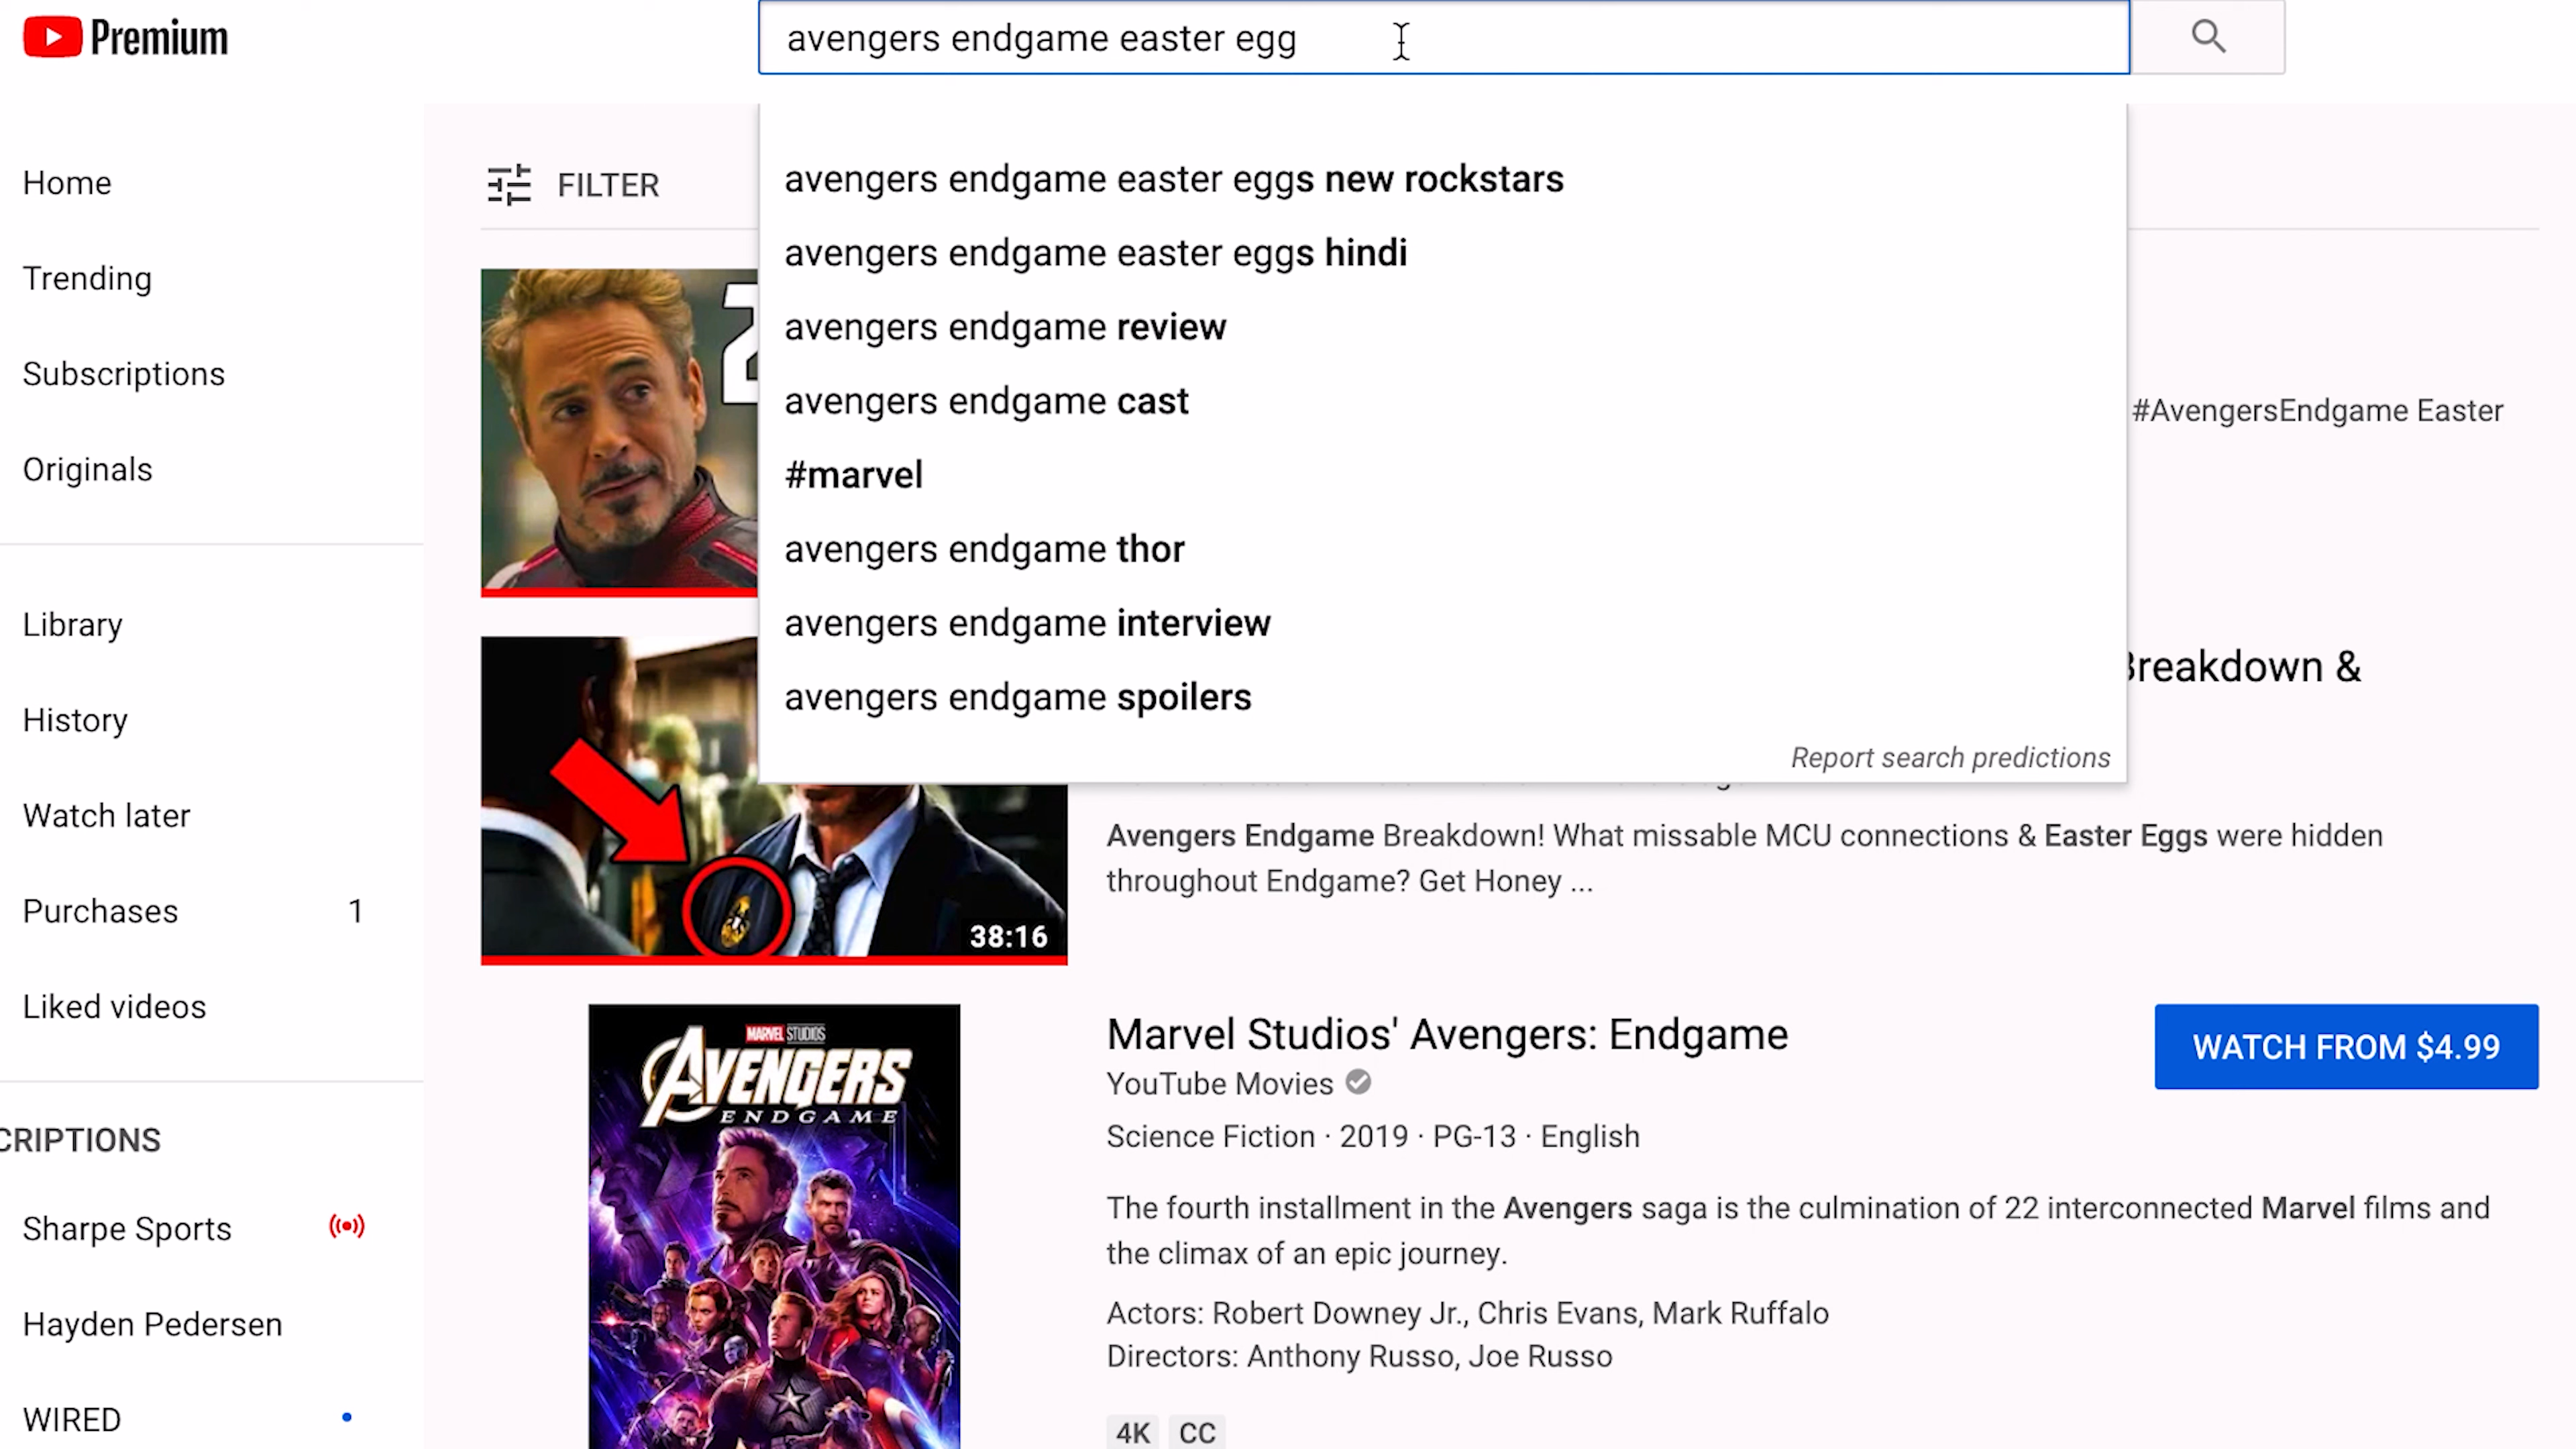 Premium
avengers endgame easter egg
Home
Trending
Subscriptions
Originals
Library
History
Watch later
Purchases 1
Liked videos
CRIPTIONS
Sharpe Sports
Hayden Pedersen
WIRED
FILTER
avengers endgame easter eggs new rockstars
avengers endgame easter eggs hindi
avengers endgame review
avengers endgame cast
#marvel
avengers endgame thor
avengers endgame interview
avengers endgame spoilers
Report search predictions
2
#AvengersEndgame Easter
Breakdown &
38:16
Avengers Endgame Breakdown! What missable MCU connections & Easter Eggs were hidden
throughout Endgame? Get Honey ...
MARVEL STUDIOS
AVENGERS
ENDGAME
Marvel Studios' Avengers: Endgame
WATCH FROM $4.99
YouTube Movies
Science Fiction · 2019 · PG-13 · English
The fourth installment in the Avengers saga is the culmination of 22 interconnected Marvel films and
the climax of an epic journey.
Actors: Robert Downey Jr., Chris Evans, Mark Ruffalo
Directors: Anthony Russo, Joe Russo
4K CC